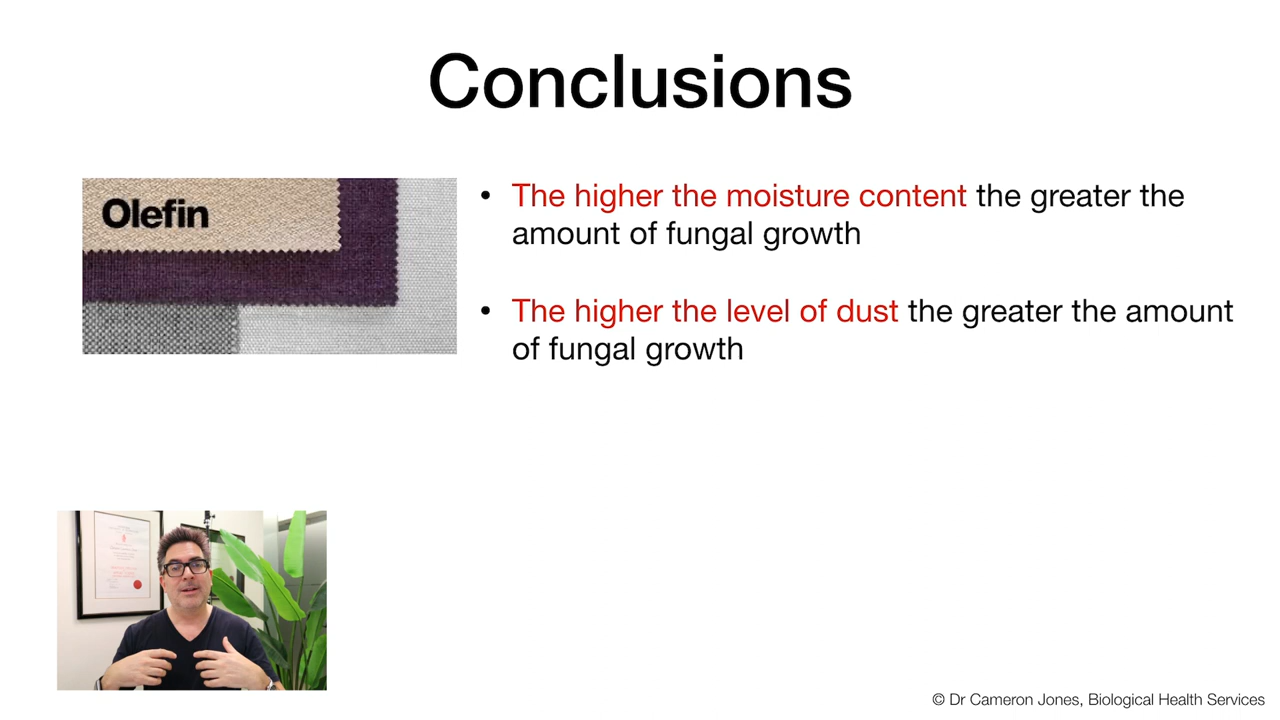 Conclusions
Olefin
• The higher the moisture content the greater the
amount of fungal growth
• The higher the level of dust the greater the amount
of fungal growth
© Dr Cameron Jones, Biological Health Services